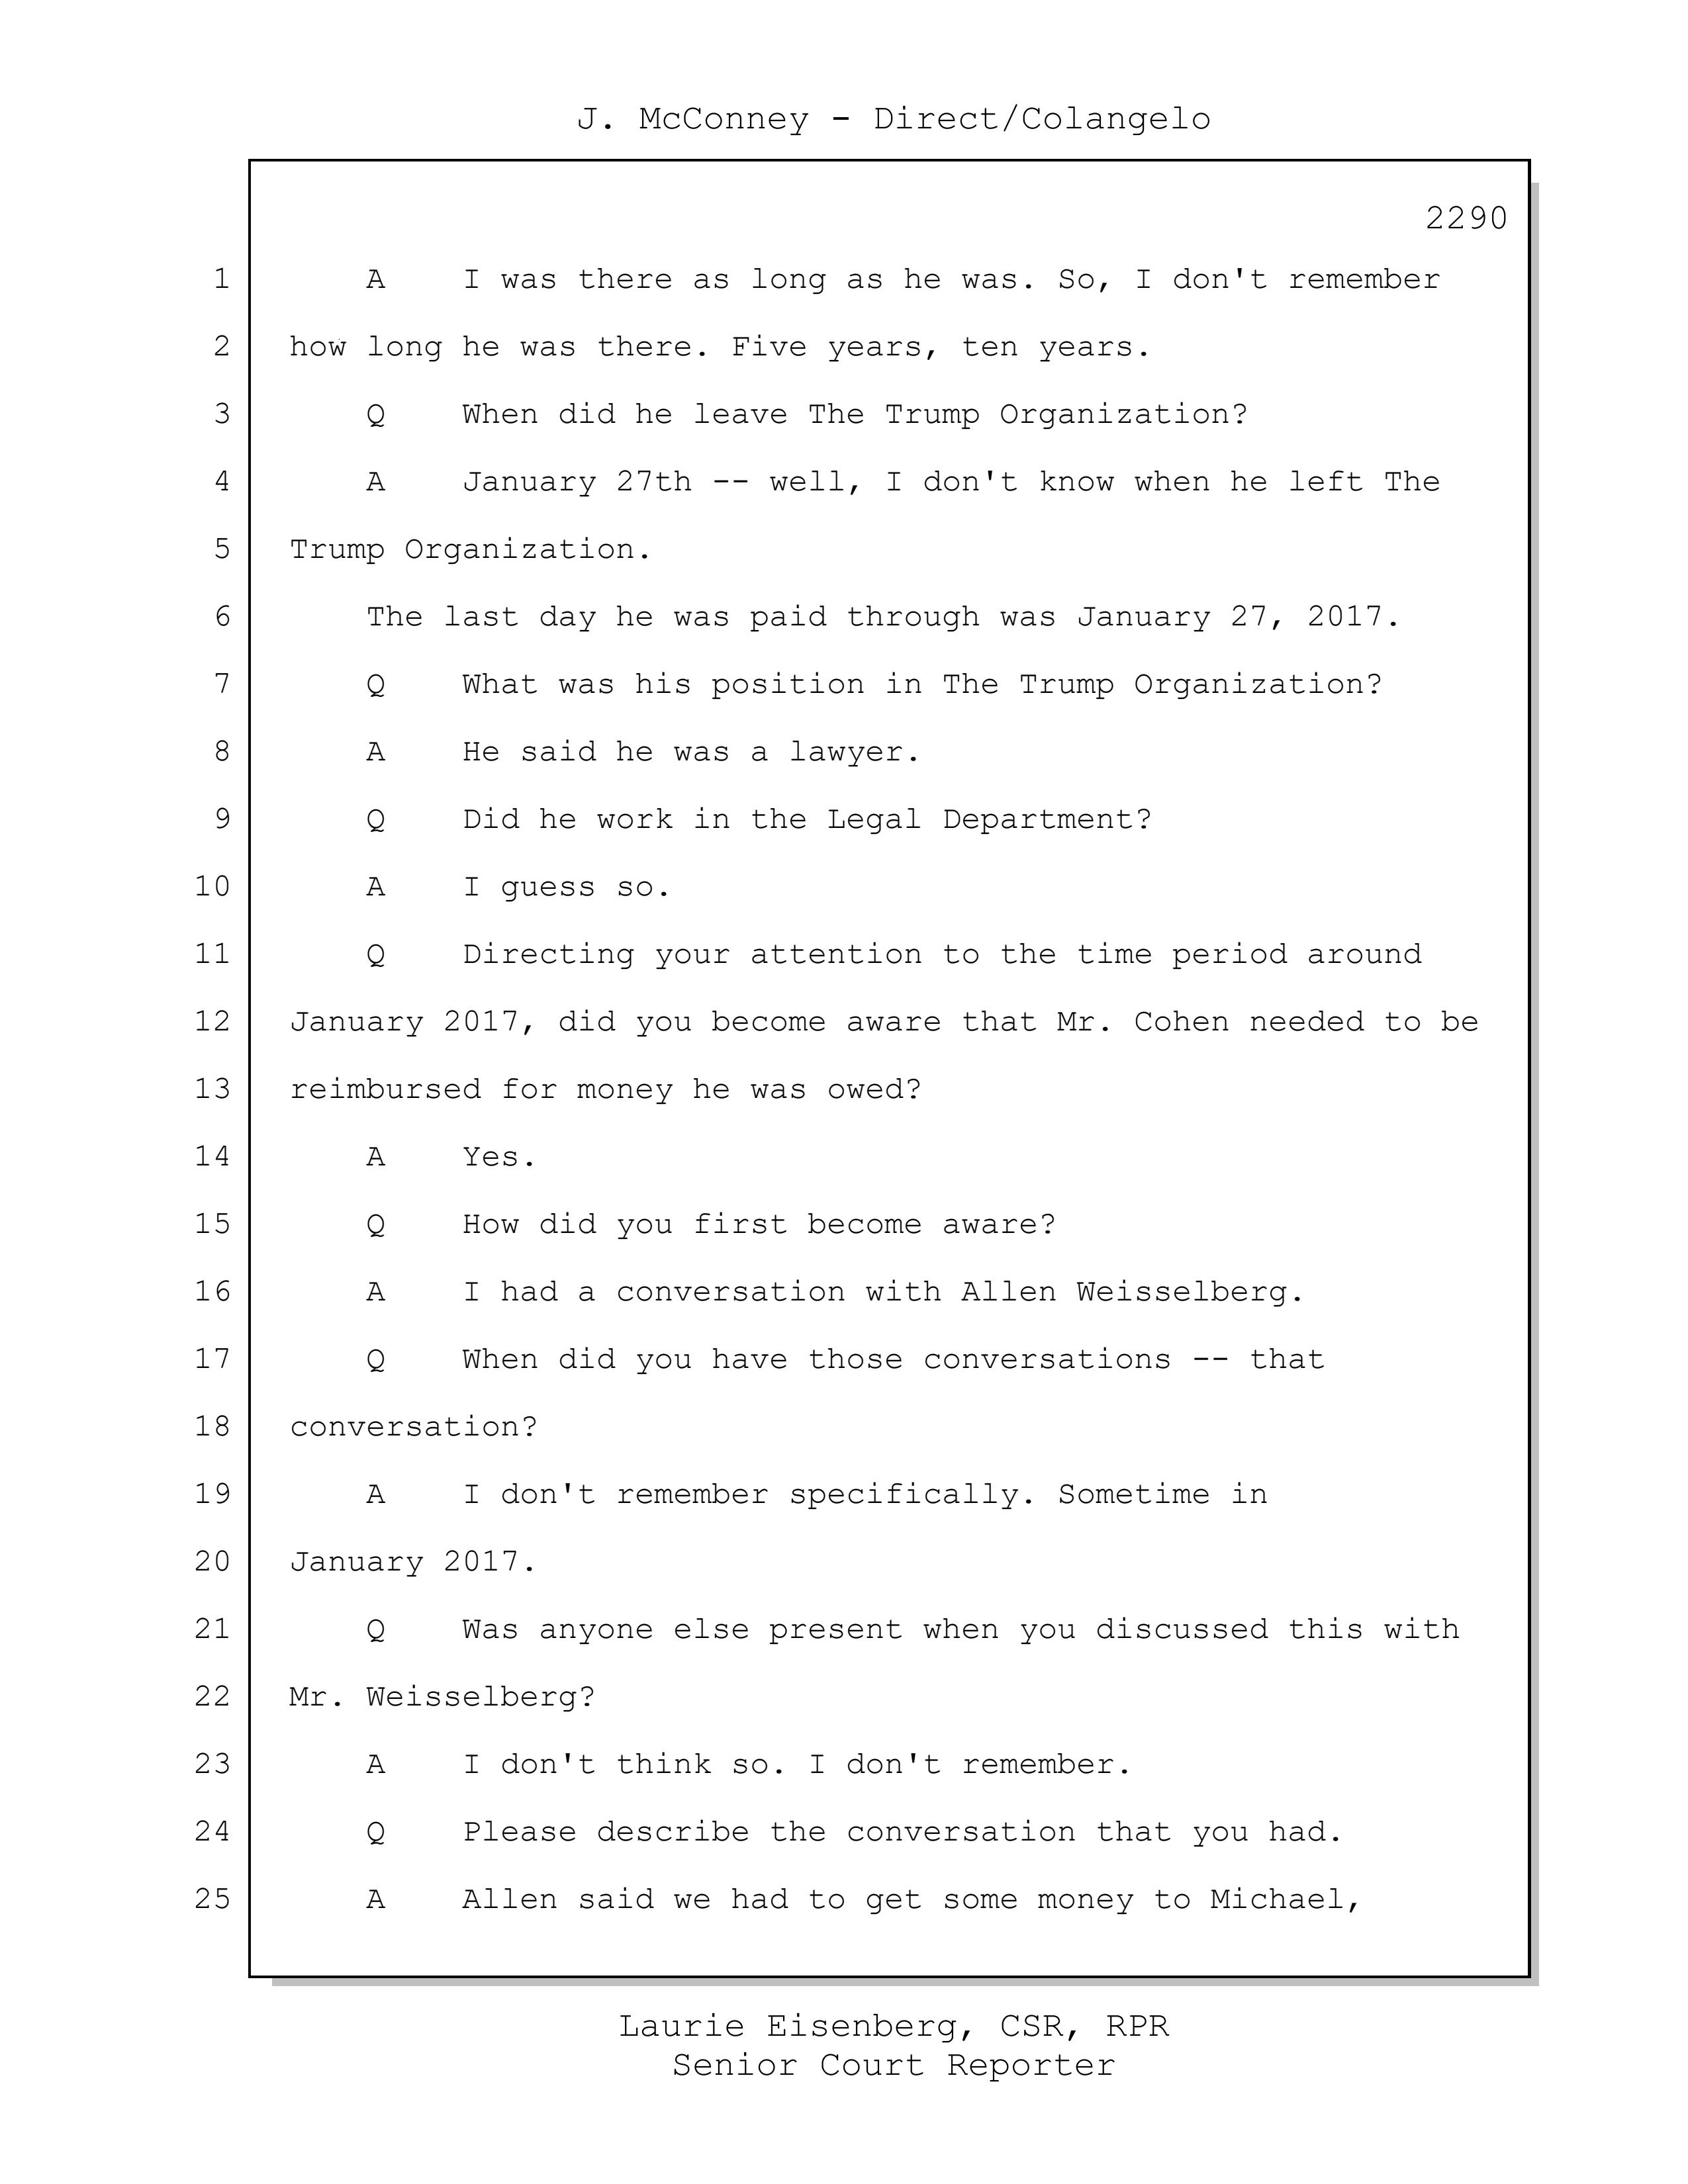 J. McConney - Direct/Colangelo
2290
1 A I was there as long as he was. So, I don't remember
2 how long he was there. Five years, ten years.
3 Q When did he leave The Trump Organization?
4 A January 27th -- well, I don't know when he left The
5 Trump Organization.
6 The last day he was paid through was January 27, 2017.
7 Q What was his position in The Trump Organization?
8 A He said he was a lawyer.
9 Q Did he work in the Legal Department?
10 A I guess so.
11 Q Directing your attention to the time period around
12 January 2017, did you become aware that Mr. Cohen needed to be
13 reimbursed for money he was owed?
14 A Yes.
15 Q How did you first become aware?
16 A I had a conversation with Allen Weisselberg.
17 Q When did you have those conversations -- that
18 conversation?
19 A I don't remember specifically. Sometime in
20 January 2017.
21 Q Was anyone else present when you discussed this with
22 Mr. Weisselberg?
23 A I don't think so. I don't remember.
24 Q Please describe the conversation that you had.
25 A Allen said we had to get some money to Michael,
Laurie Eisenberg, CSR, RPR
Senior Court Reporter